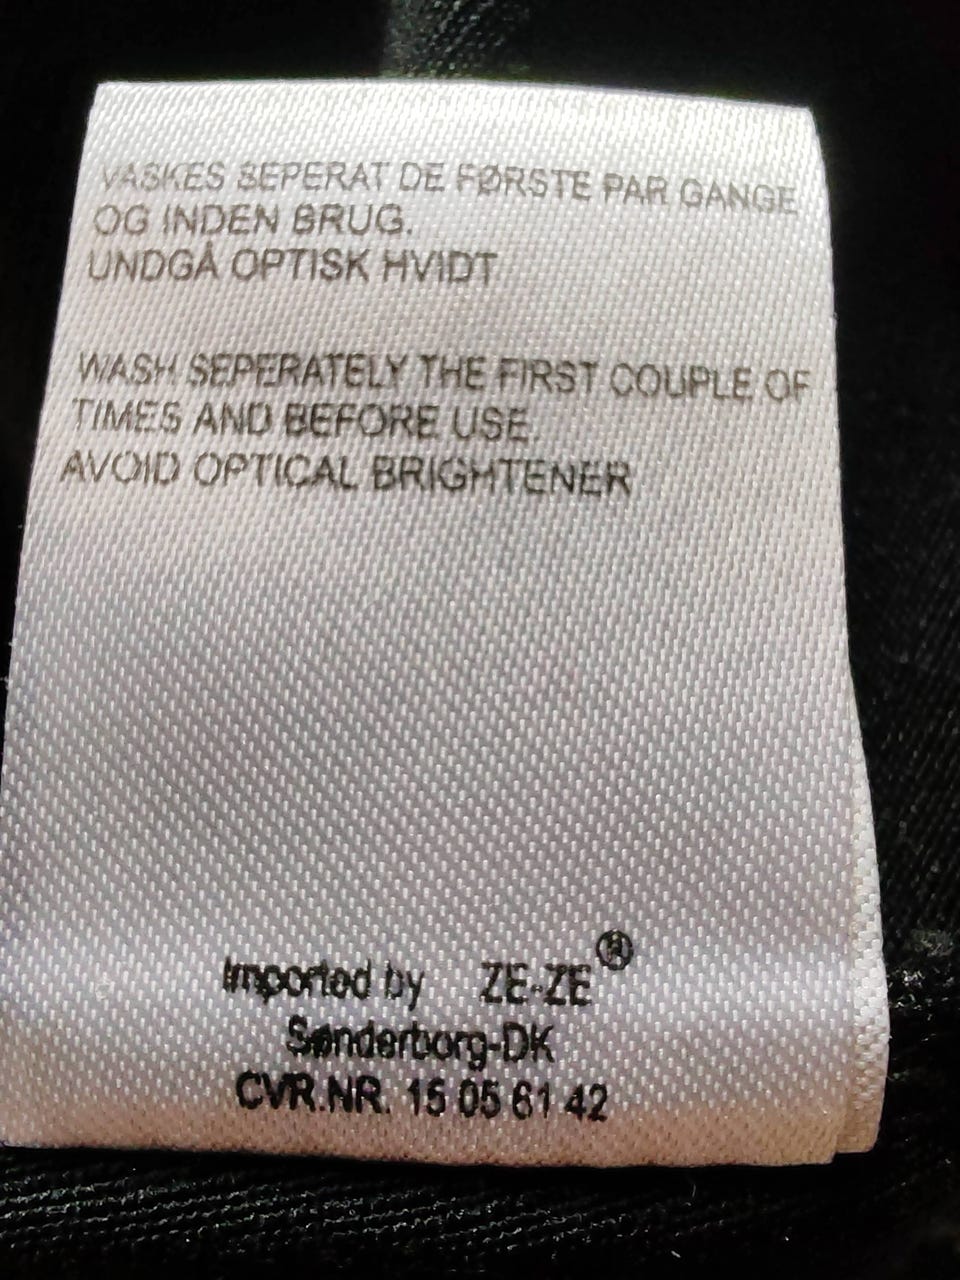 VASKES SEPERAT DE FØRSTE PAR GANGE
OG INDEN BRUG.
UNDGÅ OPTISK HVIDT
WASH SEPERATELY THE FIRST COUPLE OF
TIMES AND BEFORE USE.
AVOID OPTICAL BRIGHTENER
Imported by ZE-ZE®
Sønderborg-DK
CVR.NR. 15 05 61 42